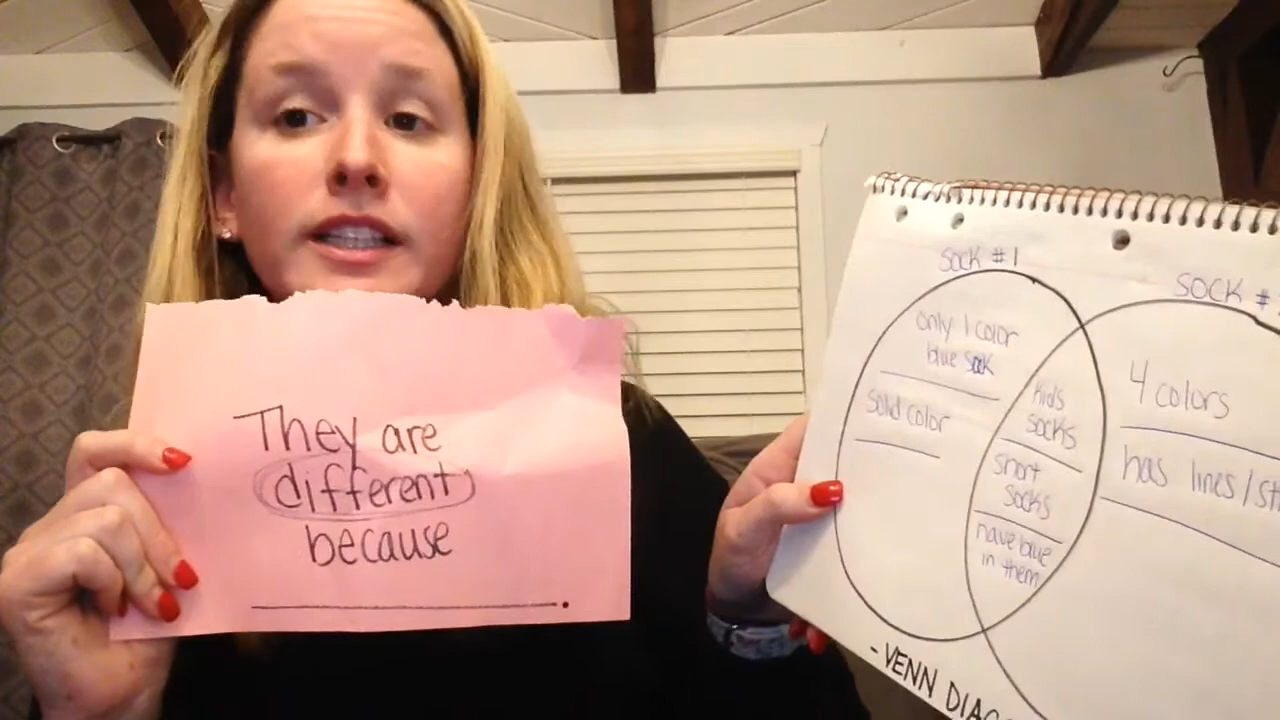 They are
different
because
SOCK #1
only 1 color
blue sock
solid color
kids
socks
short
socks
have blue
in them
SOCK #
4 colors
has lines/st
- VENN DIAG